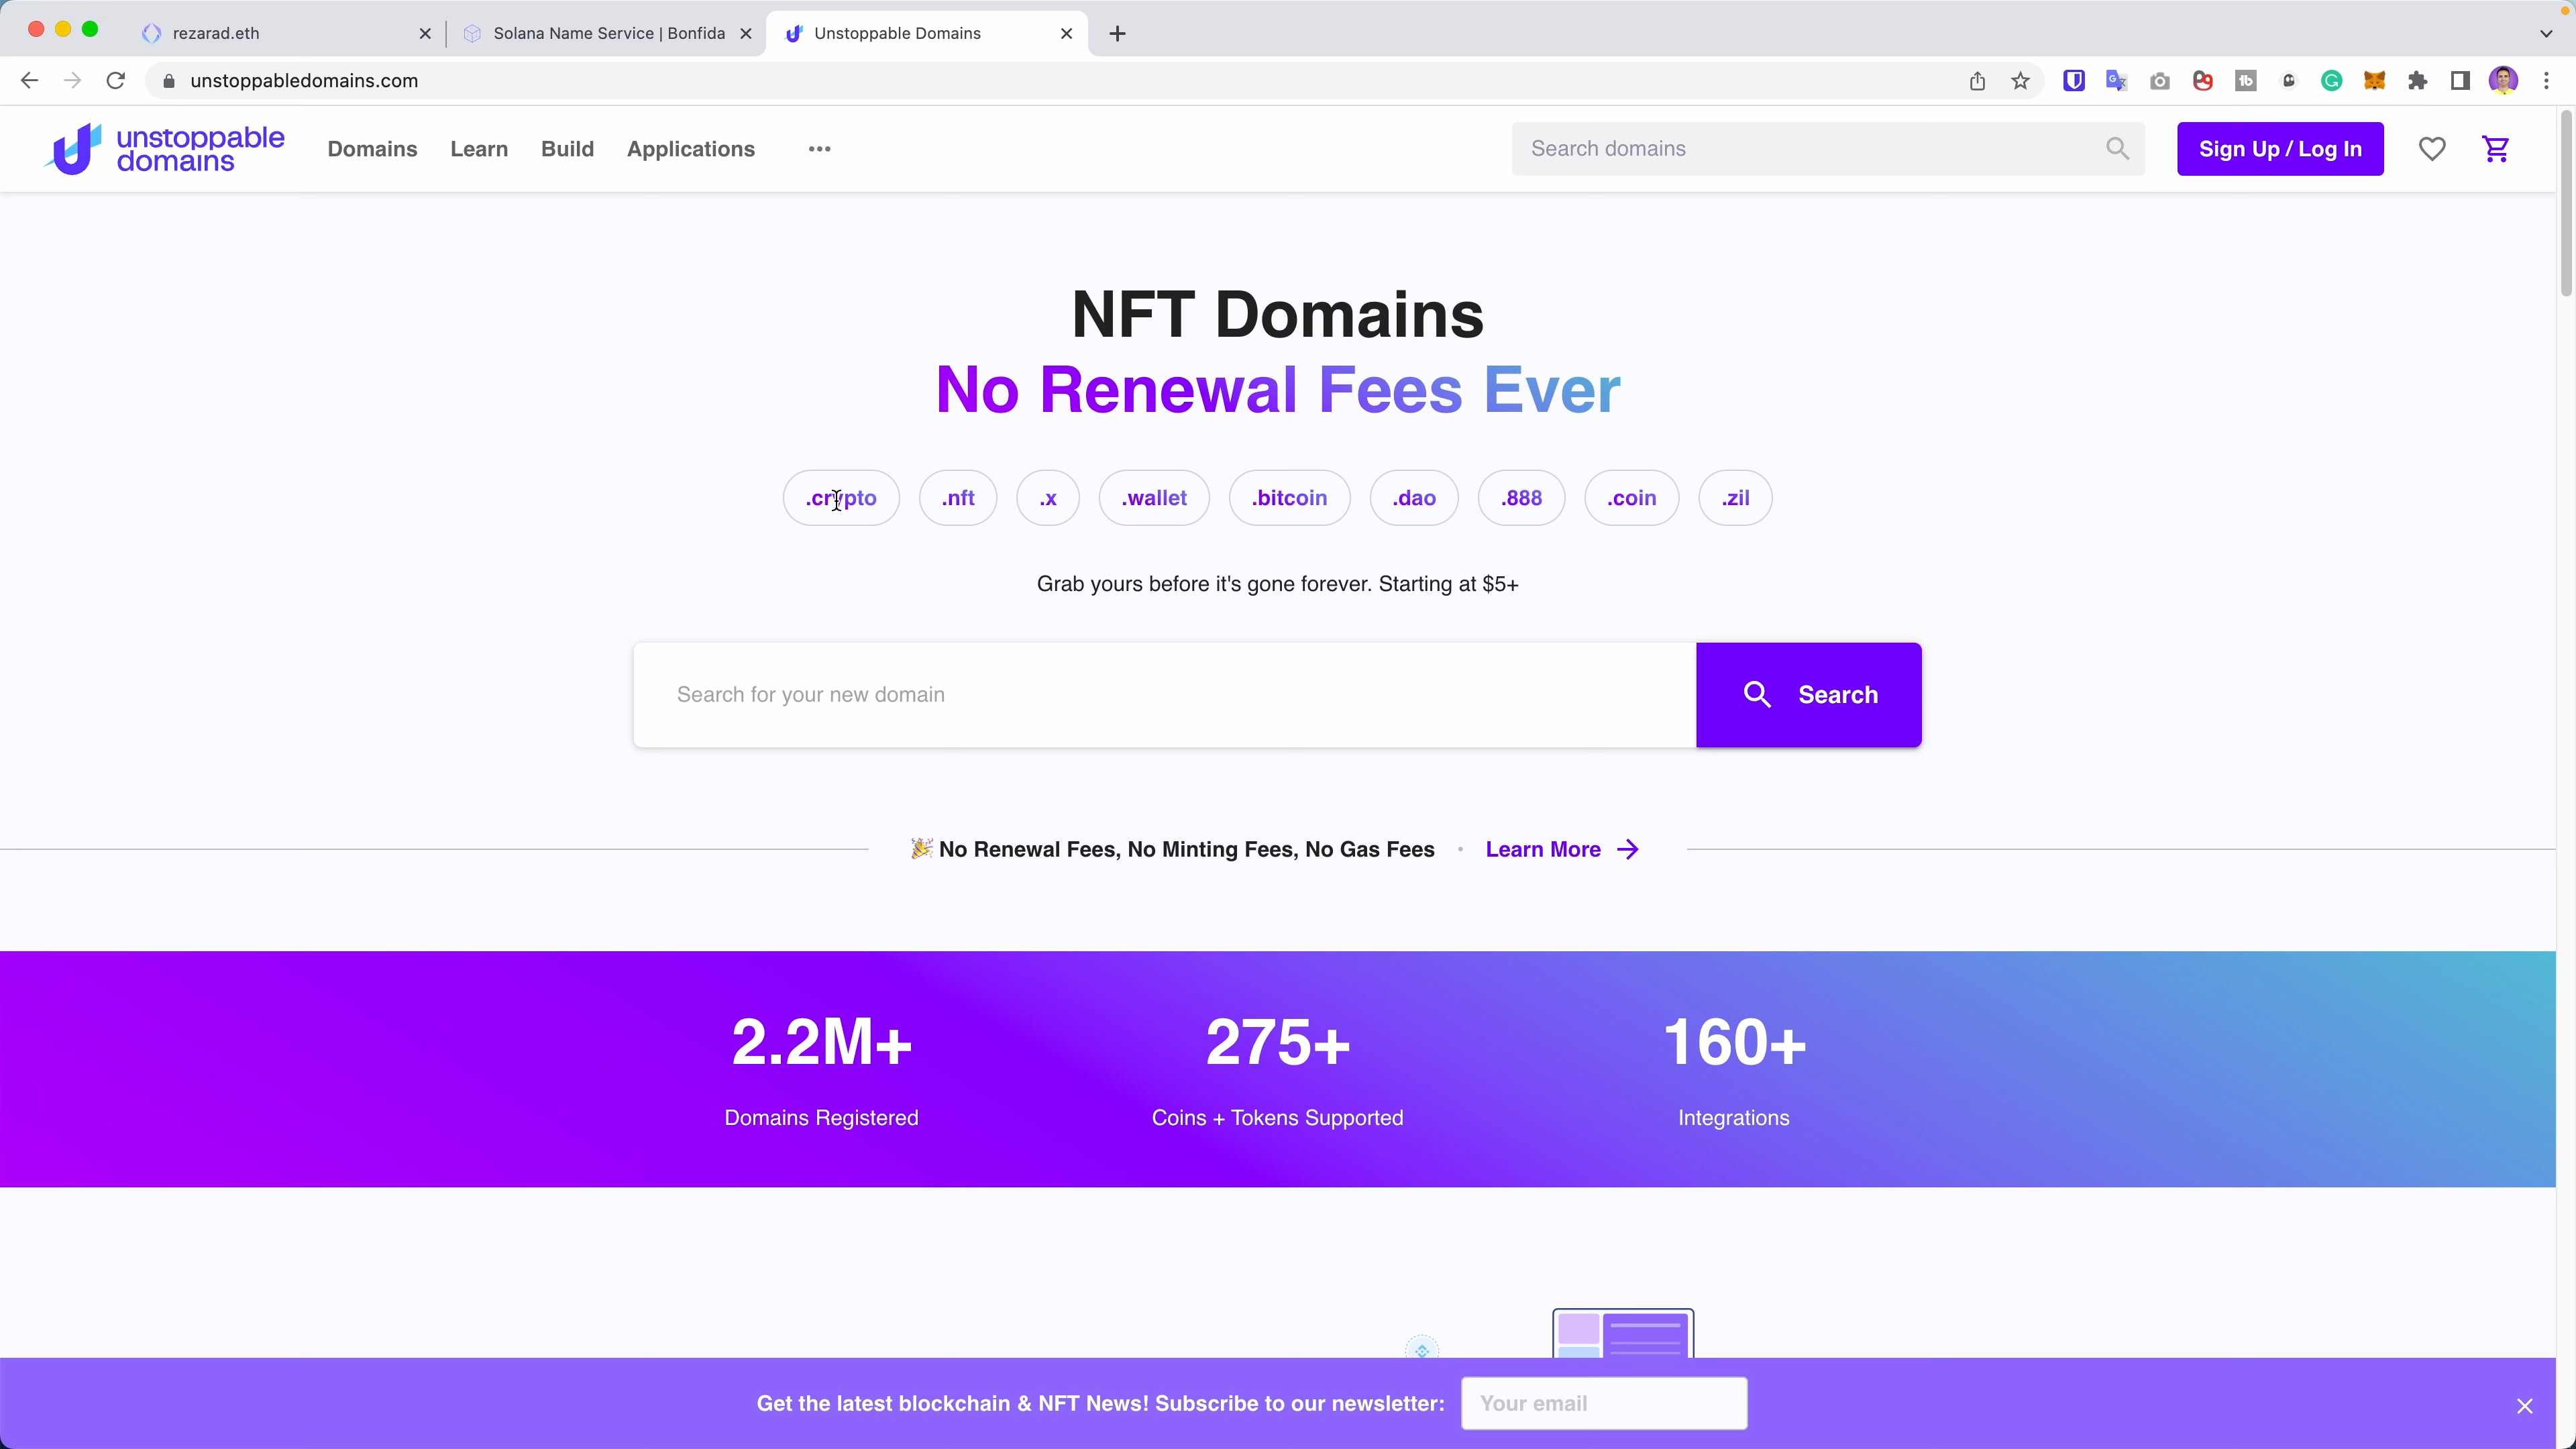 rezarad.eth
Solana Name Service | Bonfida
Unstoppable Domains
unstoppabledomains.com
unstoppable
domains
Domains
Learn
Build
Applications
Search domains
Sign Up / Log In
NFT Domains
No Renewal Fees Ever
.crypto
.nft
.x
.wallet
.bitcoin
.dao
.888
.coin
.zil
Grab yours before it's gone forever. Starting at $5+
Search for your new domain
Search
No Renewal Fees, No Minting Fees, No Gas Fees
Learn More
2.2M+
275+
160+
Domains Registered
Coins + Tokens Supported
Integrations
Get the latest blockchain & NFT News! Subscribe to our newsletter:
Your email